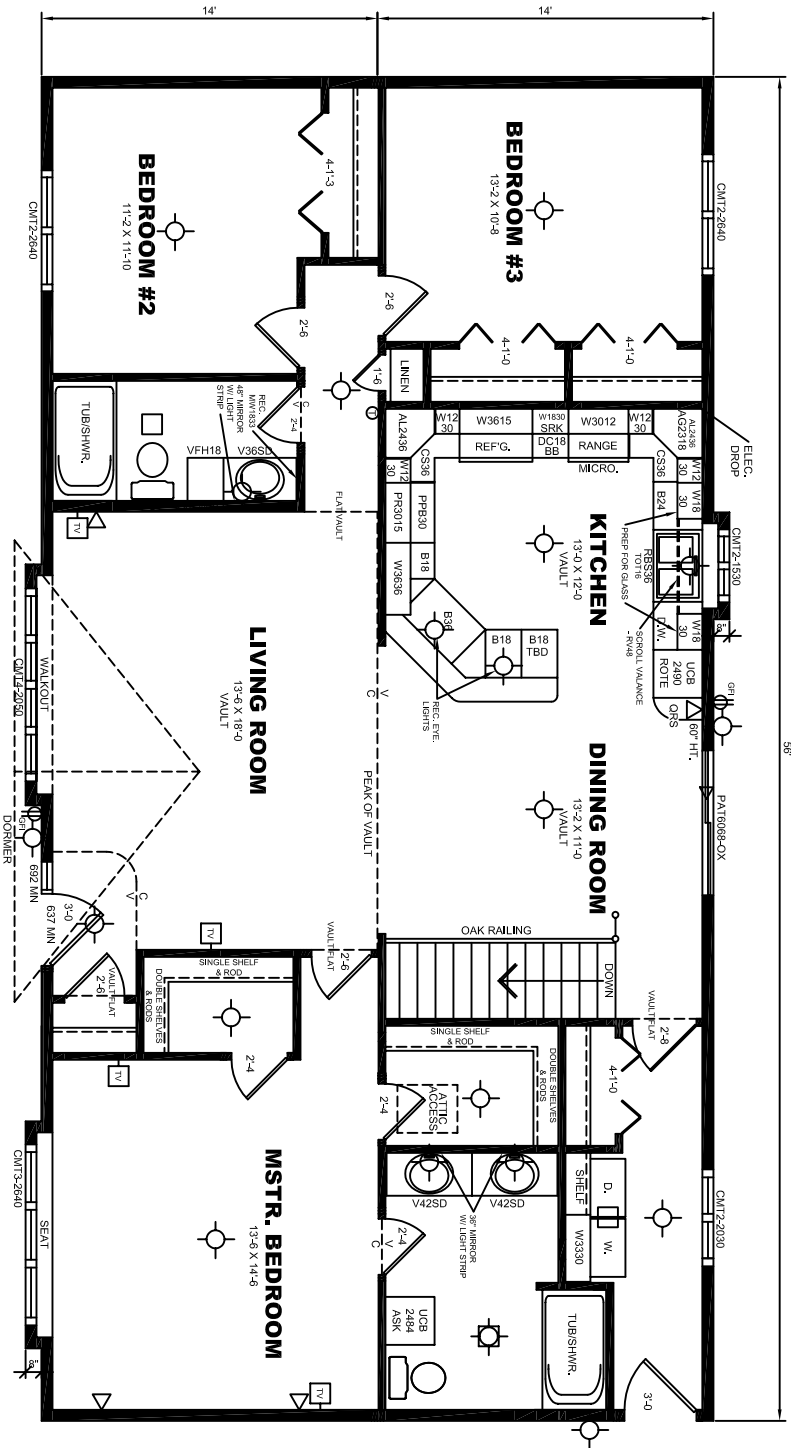 14'
14'
56'
BEDROOM #2
11'-2 X 11'-10
CMT2-2640
4-1'-3
BEDROOM #3
13'-2 X 10'-8
CMT2-2640
4-1'-0
4-1'-0
2'-6
2'-6
1'-6
LINEN
C
V
2'-4
T
REC.
MW1833
48" MIRROR
W/ LIGHT
STRIP
TUB/SHWR.
VFH18
V36SD
FLAT\VAULT
TV
ELEC.
DROP
AL2436
W12
30
W3615
REF'G.
W1830
SRK
DC18
BB
W3012
RANGE
MICRO.
W12
30
AL2436
AG2318
CS36
CS36
W12
30
W18
30
B24
W12
30
PR3015
PPB30
W3636
B18
B36
B18
B18
TBD
KITCHEN
13'-0 X 12'-0
VAULT
PREP FOR GLASS
RBS36
TOT16
CMT2-1530
8"
SCROLL VALANCE
- RV48
D.W.
W18
30
UCB
2490
ROTE
QRS
60" HT.
GFI
REC. EYE.
LIGHTS
LIVING ROOM
13'-6 X 18'-0
VAULT
WALKOUT
CMT4-2050
V
C
PEAK OF VAULT
DINING ROOM
13'-2 X 11'-0
VAULT
PAT6068-OX
GFI
DORMER
692 MN
637 MN
3'-0
C
V
TV
2'-6
VAULT\FLAT
OAK RAILING
DOWN
VAULT\FLAT
2'-6
VAULT\FLAT
2'-8
SINGLE SHELF
& ROD
DOUBLE SHELVES
& RODS
2'-4
TV
SINGLE SHELF
& ROD
DOUBLE SHELVES
& RODS
ATTIC
ACCESS
2'-4
4-1'-0
SHELF
D.
W.
W3330
CMT2-2030
MSTR. BEDROOM
13'-6 X 14'-6
SEAT
CMT3-2640
8"
V42SD
V42SD
36" MIRROR
W/ LIGHT STRIP
2'-4
V
C
UCB
2484
ASK
TUB/SHWR.
3'-0
TV